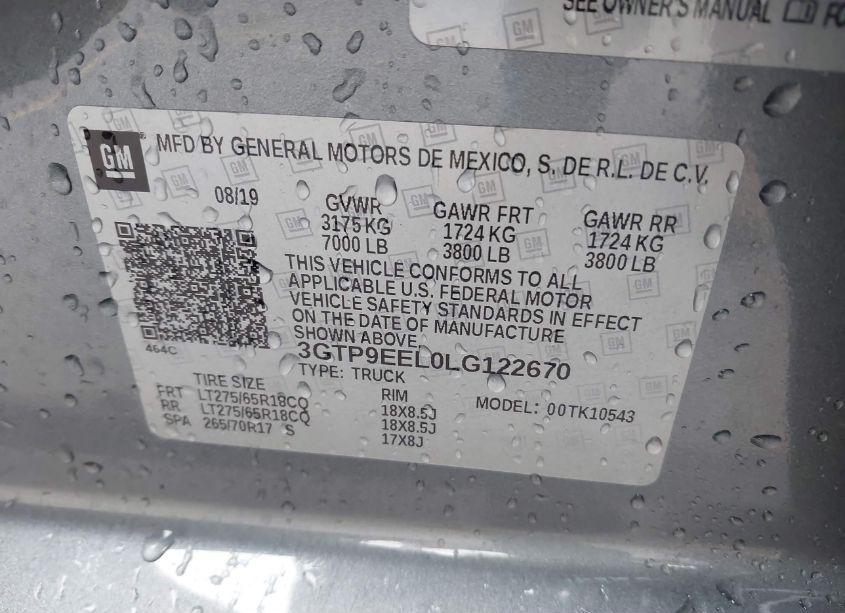 SEE OWNER'S MANUAL
GM
MFD BY GENERAL MOTORS DE MEXICO, S. DE R.L. DE C.V.
08/19
GVWR GAWR FRT GAWR RR
3175 KG 1724 KG 1724 KG
7000 LB 3800 LB 3800 LB
THIS VEHICLE CONFORMS TO ALL
APPLICABLE U.S. FEDERAL MOTOR
VEHICLE SAFETY STANDARDS IN EFFECT
ON THE DATE OF MANUFACTURE
SHOWN ABOVE.
464C
3GTP9EEL0LG122670
TYPE: TRUCK
TIRE SIZE RIM MODEL: 00TK10543
FRT LT275/65R18CQ 18X8.5J
RR LT275/65R18CQ 18X8.5J
SPA 265/70R17 S 17X8J